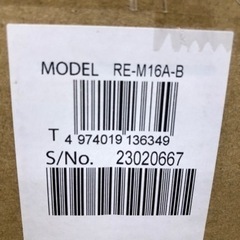 MODEL RE-M16A-B
T 4 974019 136349
S/No. 23020667